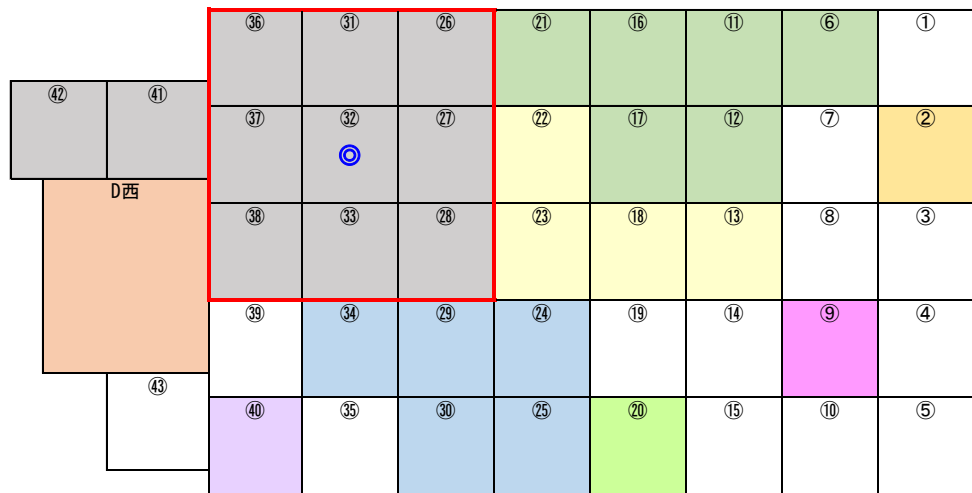 ㊱ ㉛ ㉖ ㉑ ⑯ ⑪ ⑥ ①
㊷ ㊶
㊲ ㉜ ㉗ ㉒ ⑰ ⑫ ⑦ ②
◎
D西
㊳ ㉝ ㉘ ㉓ ⑱ ⑬ ⑧ ③
㊴ ㉞ ㉙ ㉔ ⑲ ⑭ ⑨ ④
㊸
㊵ ㉟ ㉚ ㉕ ⑳ ⑮ ⑩ ⑤